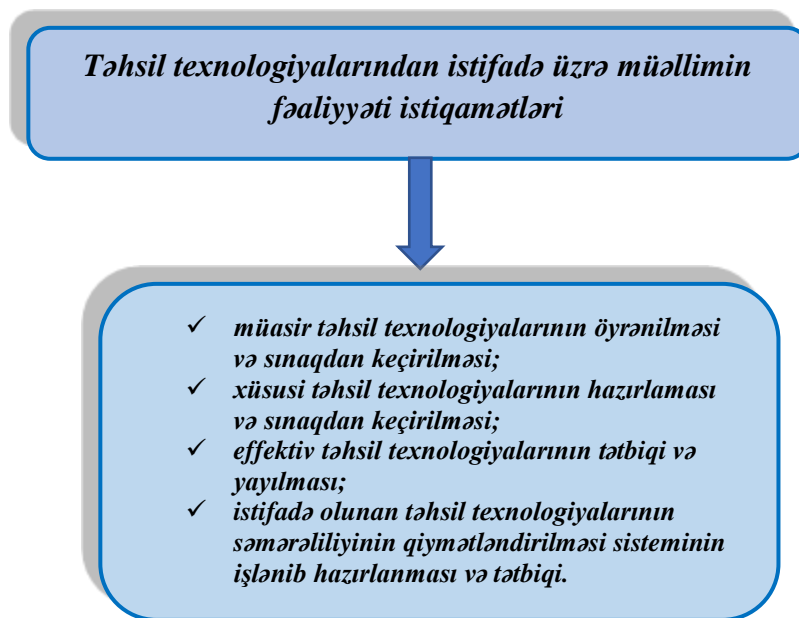 Təhsil texnologiyalarından istifadə üzrə müəllimin
fəaliyyəti istiqamətləri
✓ müasir təhsil texnologiyalarının öyrənilməsi
və sınaqdan keçirilməsi;
✓ xüsusi təhsil texnologiyalarının hazırlaması
və sınaqdan keçirilməsi;
✓ effektiv təhsil texnologiyalarının tətbiqi və
yayılması;
✓ istifadə olunan təhsil texnologiyalarının
səmərəliliyinin qiymətləndirilməsi sisteminin
işlənib hazırlanması və tətbiqi.